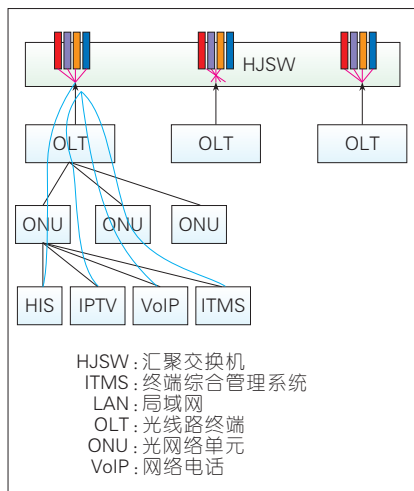 HJSW
OLT OLT OLT
ONU ONU ONU
HIS IPTV VoIP ITMS
HJSW：汇聚交换机
ITMS：终端综合管理系统
LAN：局域网
OLT：光线路终端
ONU：光网络单元
VoIP：网络电话